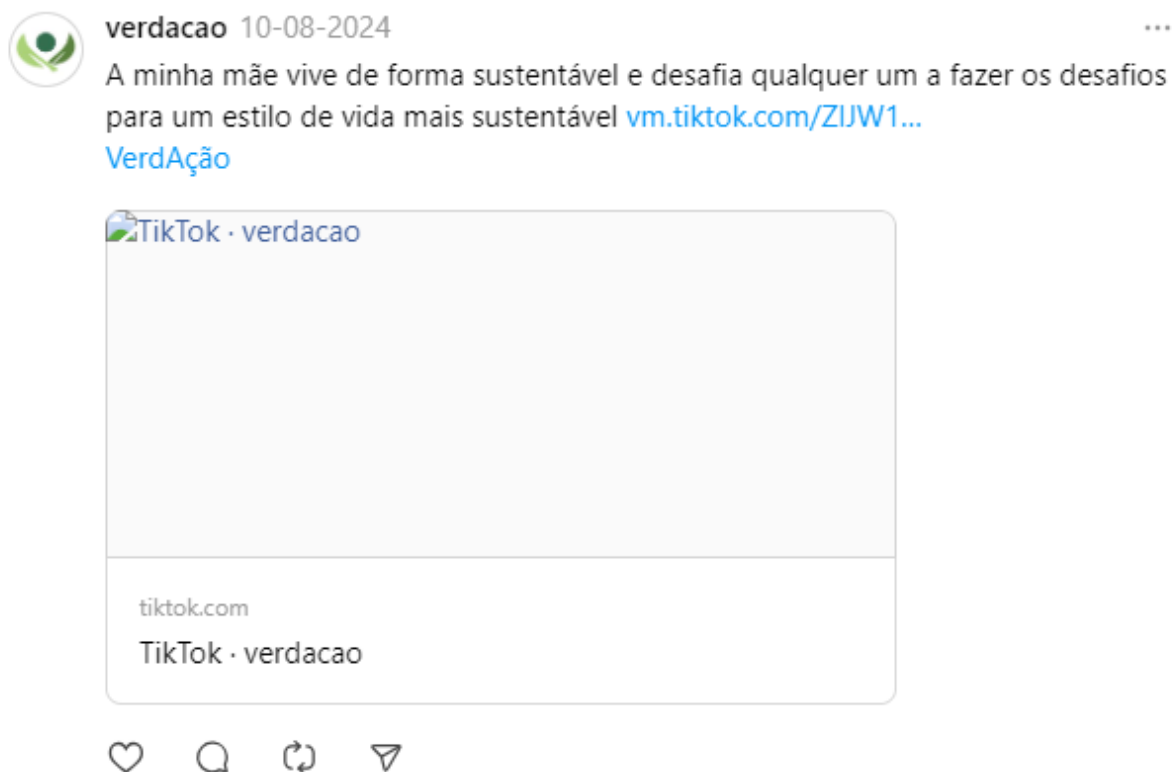 verdacao 10-08-2024
A minha mãe vive de forma sustentável e desafia qualquer um a fazer os desafios
para um estilo de vida mais sustentável vm.tiktok.com/ZIJW1...
VerdAção
TikTok · verdacao
tiktok.com
TikTok · verdacao